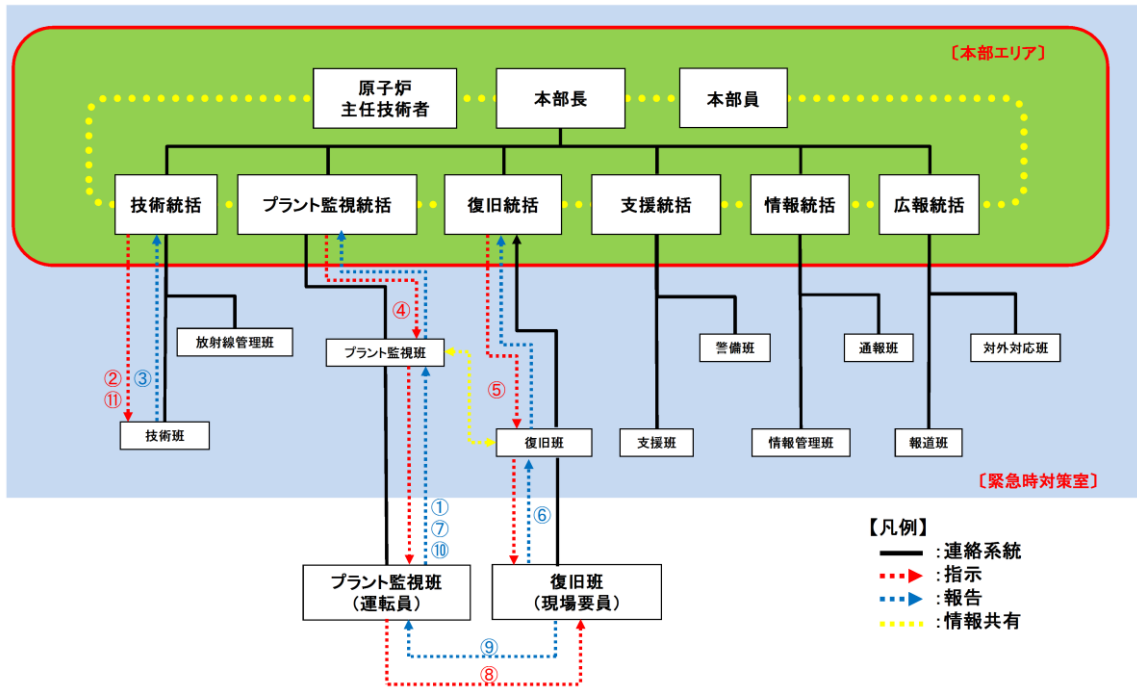 〔本部エリア〕
原子炉
主任技術者
本部長
本部員
技術統括
プラント監視統括
復旧統括
支援統括
情報統括
広報統括
④
放射線管理班
プラント監視班
警備班
通報班
対外対応班
②
⑪
③
⑤
技術班
復旧班
支援班
情報管理班
報道班
〔緊急時対策室〕
①
⑦
⑩
⑥
【凡例】
:連絡系統
:指示
:報告
:情報共有
プラント監視班
（運転員）
復旧班
（現場要員）
⑨
⑧